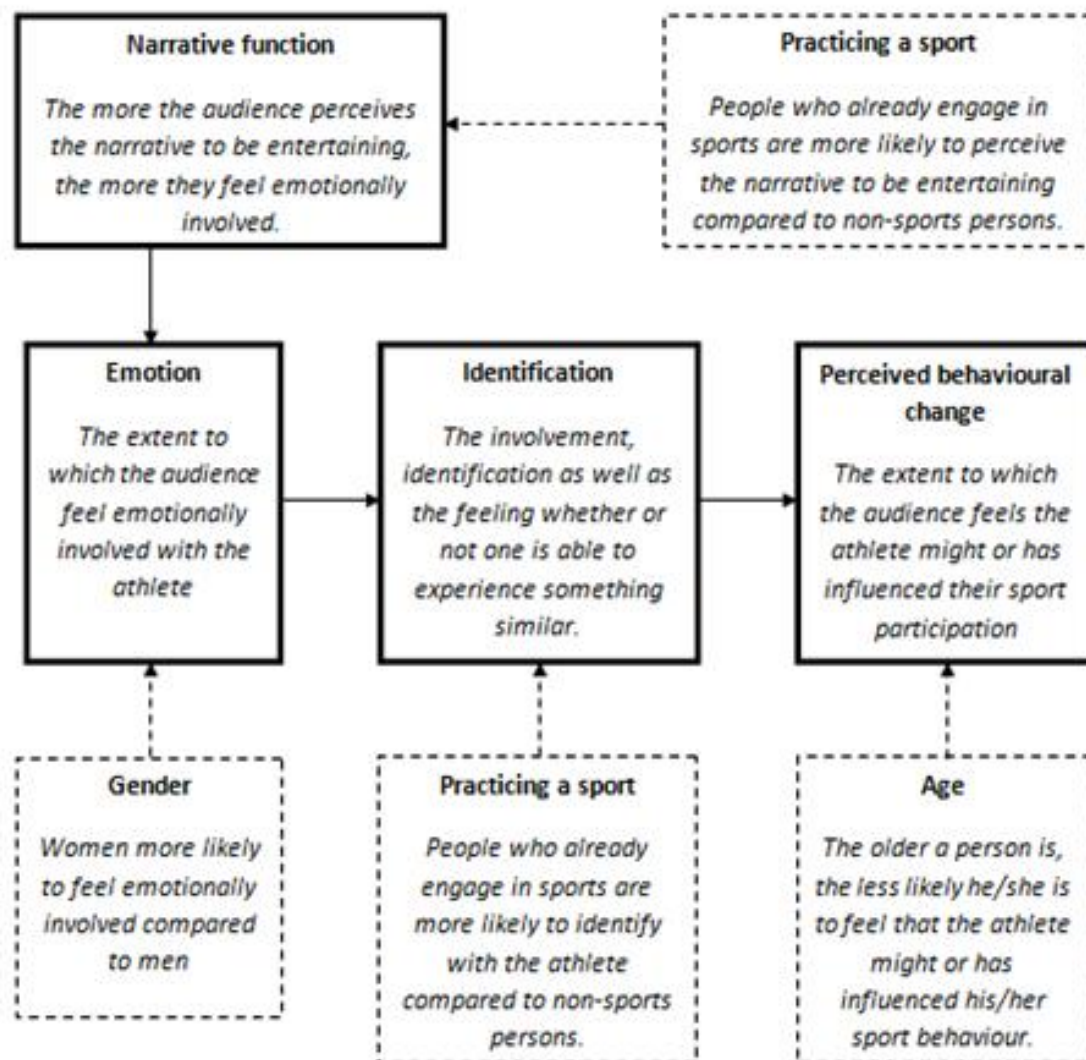 Narrative function
The more the audience perceives
the narrative to be entertaining,
the more they feel emotionally
involved.
Practicing a sport
People who already engage in
sports are more likely to perceive
the narrative to be entertaining
compared to non-sports persons.
Emotion
The extent to
which the audience
feel emotionally
involved with the
athlete
Identification
The involvement,
identification as well as
the feeling whether or
not one is able to
experience something
similar.
Perceived behavioural
change
The extent to which
the audience feels the
athlete might or has
influenced their sport
participation
Gender
Women more likely
to feel emotionally
involved compared
to men
Practicing a sport
People who already
engage in sports are
more likely to identify
with the athlete
compared to non-sports
persons.
Age
The older a person is,
the less likely he/she is
to feel that the athlete
might or has
influenced his/her
sport behaviour.